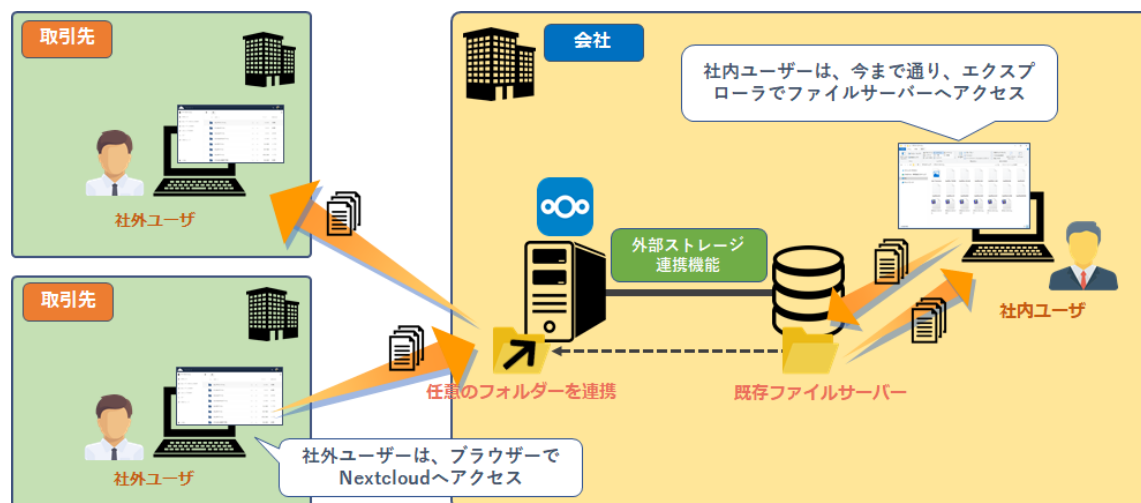 取引先
会社
社内ユーザーは、今まで通り、エクスプ
ローラでファイルサーバーへアクセス
社外ユーザ
外部ストレージ
連携機能
社内ユーザ
取引先
任意のフォルダーを連携
既存ファイルサーバー
社外ユーザーは、ブラウザーで
Nextcloudへアクセス
社外ユーザ